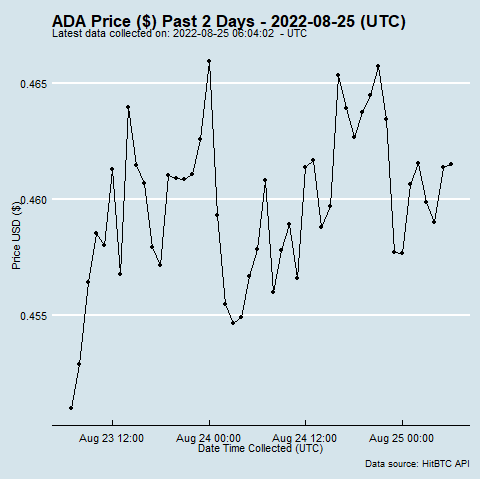 ADA Price ($) Past 2 Days - 2022-08-25 (UTC)
Latest data collected on: 2022-08-25 06:04:02 - UTC
0.465
0.460
0.455
Price USD ($)
Aug 23 12:00 Aug 24 00:00 Aug 24 12:00 Aug 25 00:00
Date Time Collected (UTC)
Data source: HitBTC API